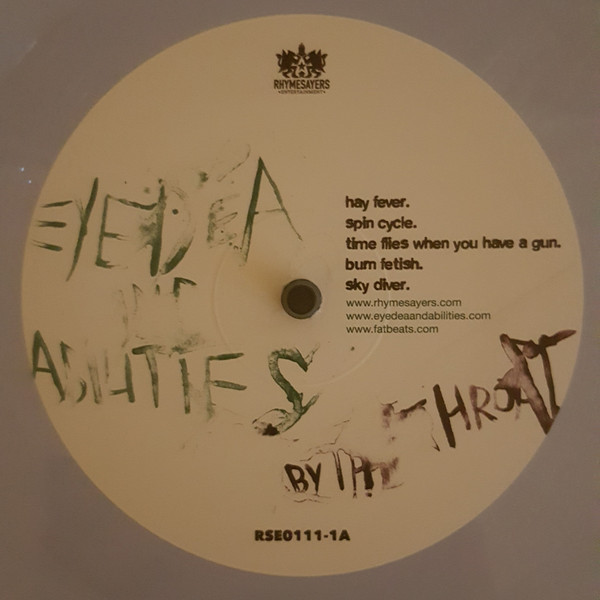 RHYMESAYERS
ENTERTAINMENT
EYEDEA
AND
ABILITIES
hay fever.
spin cycle.
time flies when you have a gun.
burn fetish.
sky diver.
www.rhymesayers.com
www.eyedeaandabilities.com
www.fatbeats.com
BY THE THROAT
RSE0111-1A